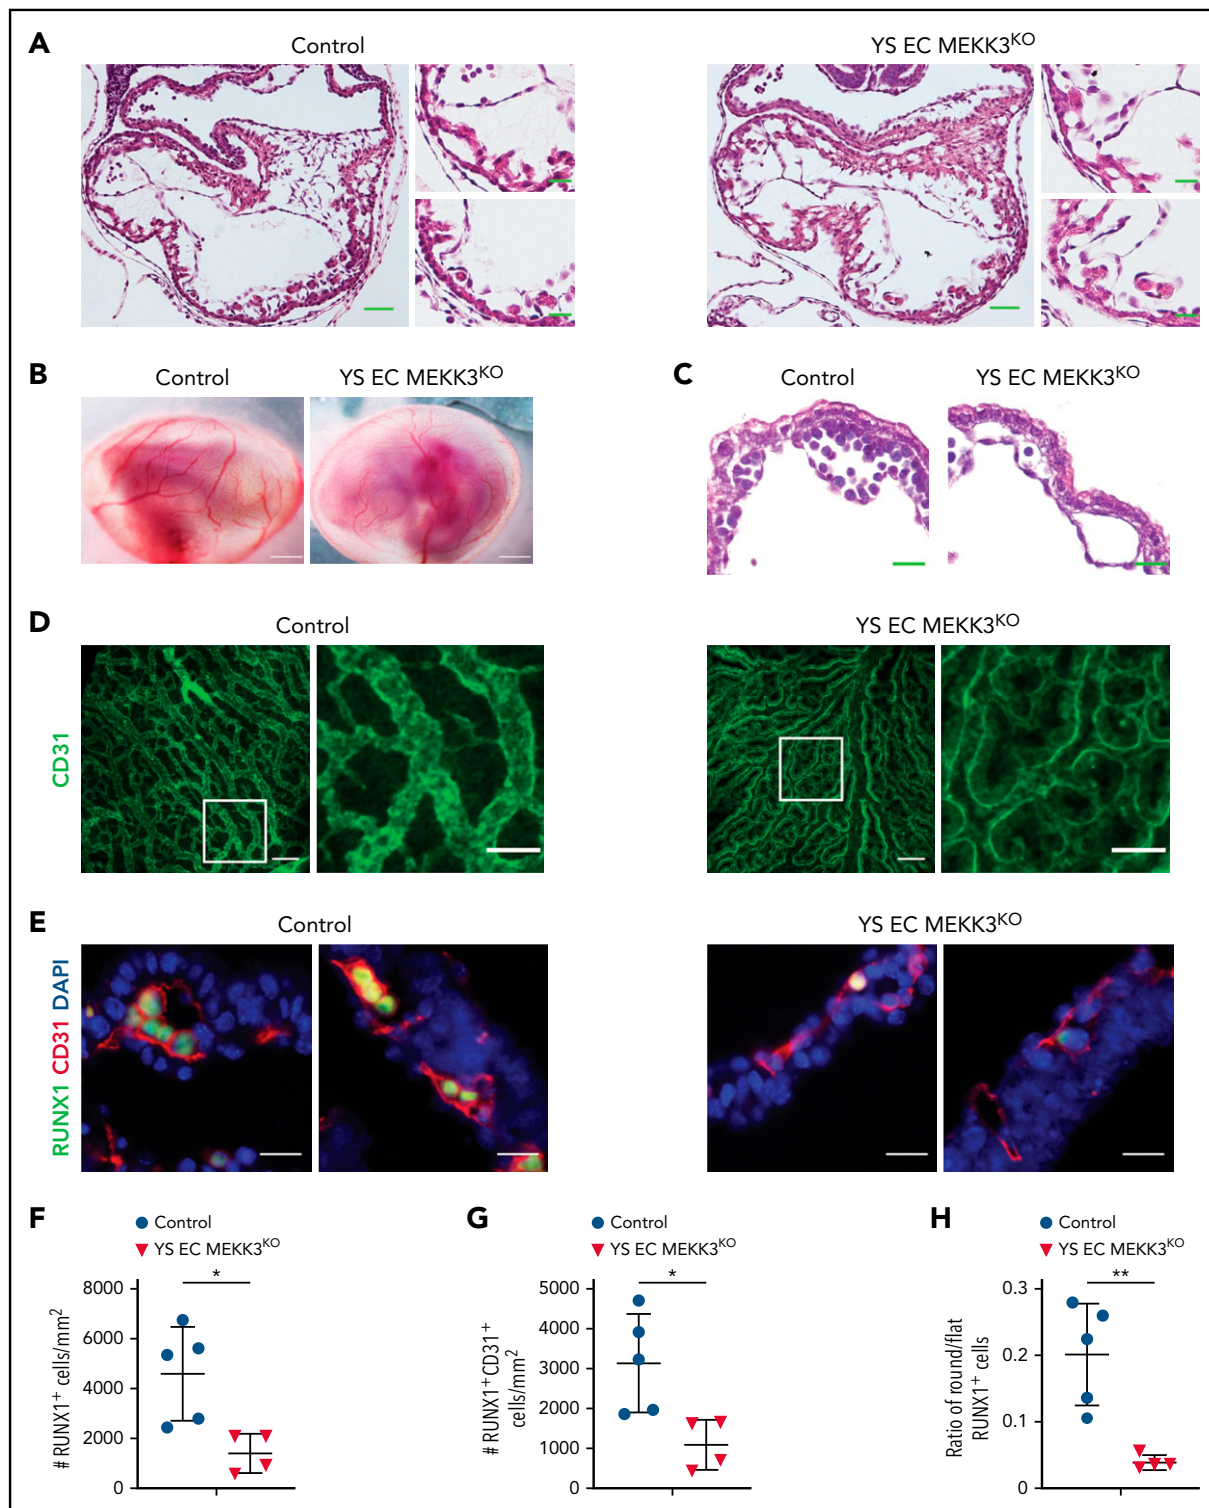 A
Control
YS EC MEKK3KO
B
Control
YS EC MEKK3KO
C
Control
YS EC MEKK3KO
D
Control
YS EC MEKK3KO
CD31
E
Control
YS EC MEKK3KO
RUNX1 CD31 DAPI
F
Control
YS EC MEKK3KO
*
8000
6000
4000
2000
0
# RUNX1+ cells/mm2
G
Control
YS EC MEKK3KO
*
5000
4000
3000
2000
1000
0
# RUNX1+CD31+
cells/mm2
H
Control
YS EC MEKK3KO
**
0.3
0.2
0.1
0
Ratio of round/flat
RUNX1+ cells